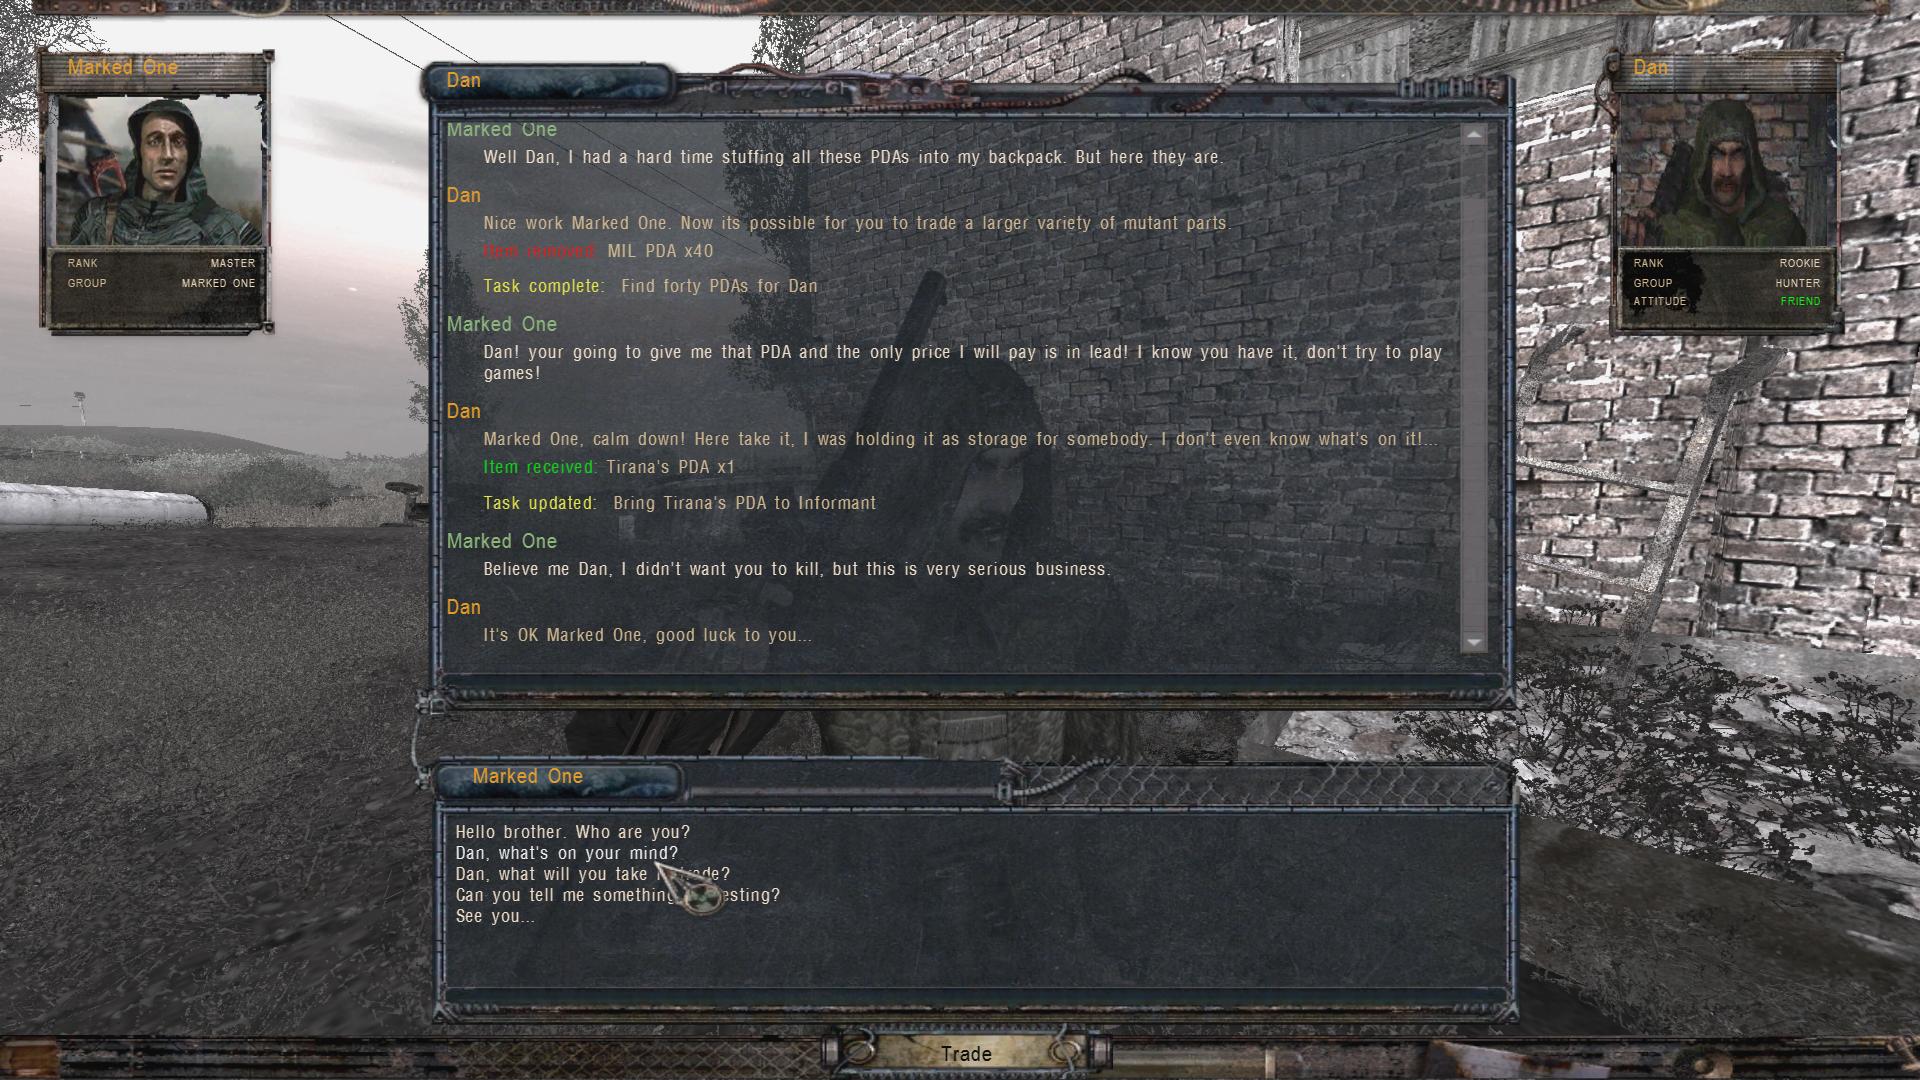 Marked One
RANK MASTER
GROUP MARKED ONE
Dan
Marked One
Well Dan, I had a hard time stuffing all these PDAs into my backpack. But here they are.
Dan
Nice work Marked One. Now its possible for you to trade a larger variety of mutant parts.
Item removed: MIL PDA x40
Task complete: Find forty PDAs for Dan
Marked One
Dan! your going to give me that PDA and the only price I will pay is in lead! I know you have it, don't try to play
games!
Dan
Marked One, calm down! Here take it, I was holding it as storage for somebody. I don't even know what's on it!...
Item received: Tirana's PDA x1
Task updated: Bring Tirana's PDA to Informant
Marked One
Believe me Dan, I didn't want you to kill, but this is very serious business.
Dan
It's OK Marked One, good luck to you...
Dan
RANK ROOKIE
GROUP HUNTER
ATTITUDE FRIEND
Marked One
Hello brother. Who are you?
Dan, what's on your mind?
Dan, what will you take
Can you tell me something
See you...
Trade